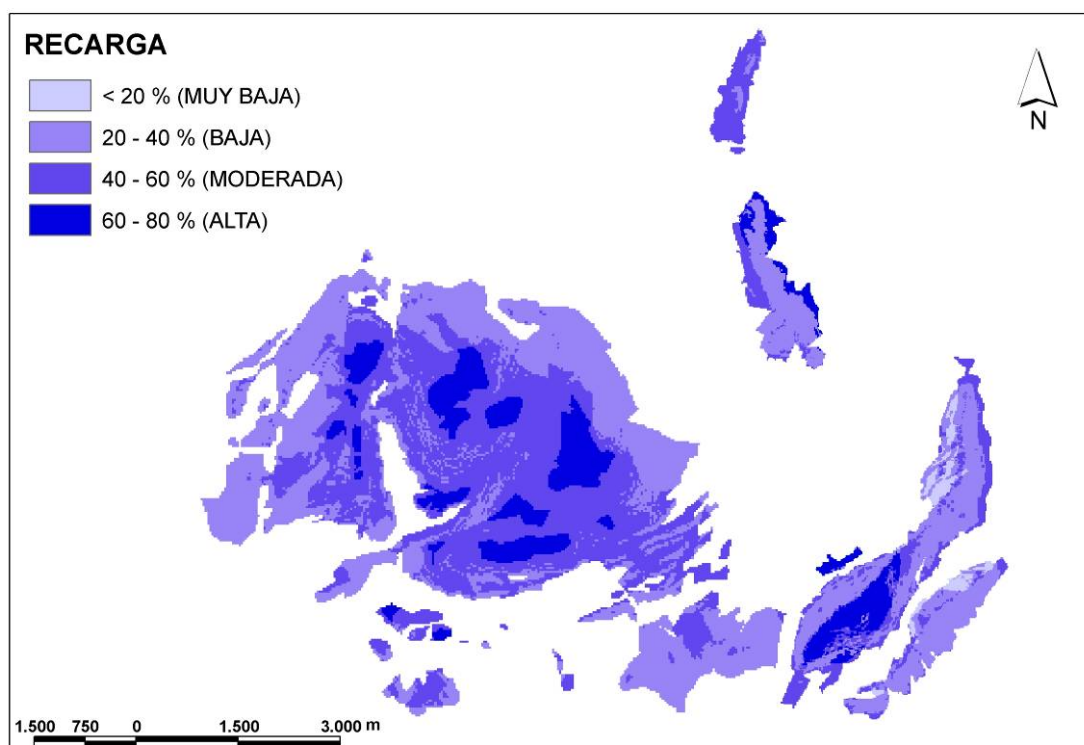 RECARGA
< 20 % (MUY BAJA)
20 - 40 % (BAJA)
40 - 60 % (MODERADA)
60 - 80 % (ALTA)
N
1.500 750 0 1.500 3.000 m